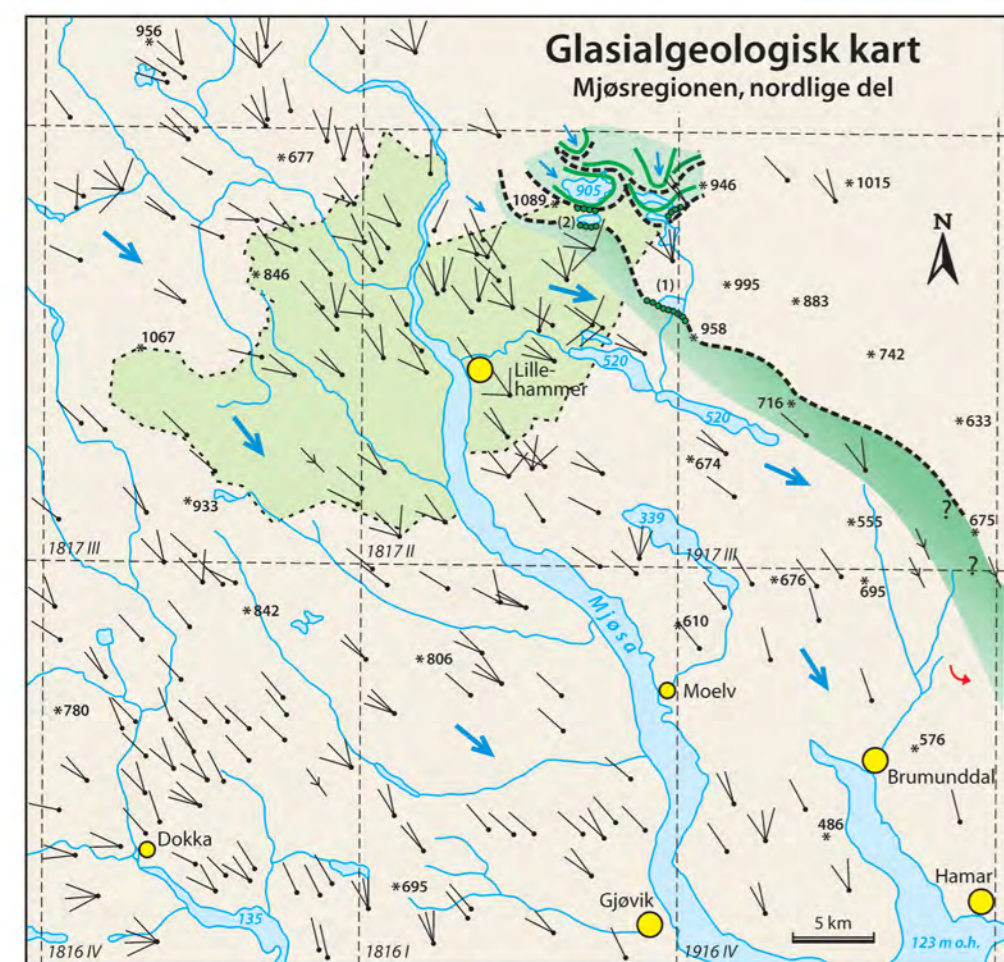 Glasialgeologisk kart
Mjøsregionen, nordlige del
*956
*677
1089*
905
*946
*1015
(2)
N
*846
(1)
*995
*883
*958
1067*
*742
520
Lille-
hammer
716*
520
*633
*674
*933
339
*555
?
675*
1817 III
1817 II
1917 III
?
*842
*676
*695
Mjøsa
*610
*806
Moelv
*780
*576
Brumunddal
486*
Dokka
*695
Gjøvik
Hamar
135
5 km
123 m o.h.
1816 IV
1816 I
1916 IV